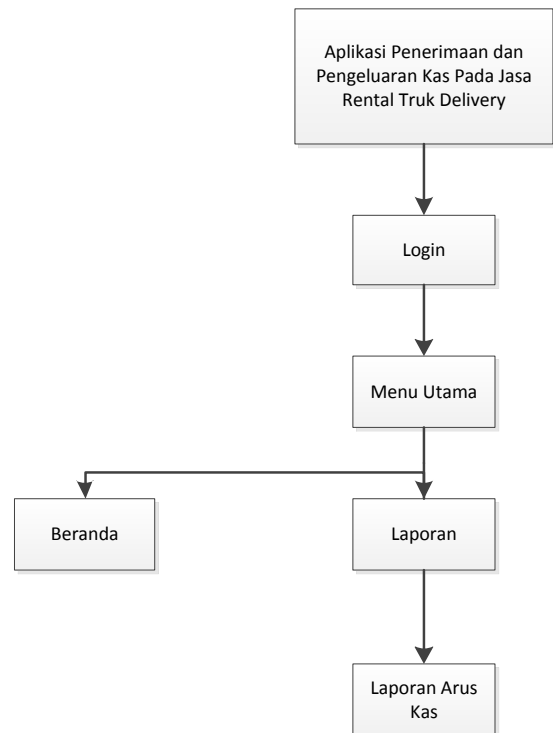 Aplikasi Penerimaan dan
Pengeluaran Kas Pada Jasa
Rental Truk Delivery
Login
Menu Utama
Beranda
Laporan
Laporan Arus
Kas